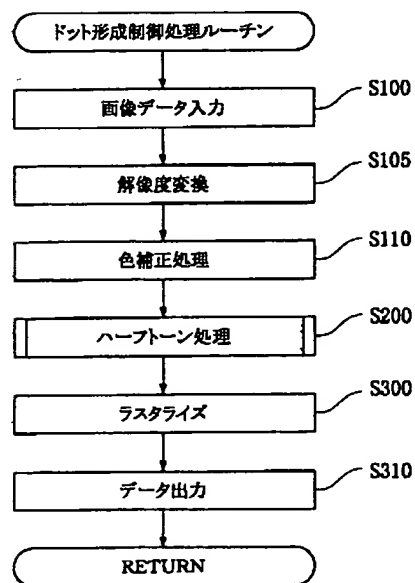 ドット形成制御処理ルーチン
画像データ入力
S100
解像度変換
S105
色補正処理
S110
ハーフトーン処理
S200
ラスタライズ
S300
データ出力
S310
RETURN